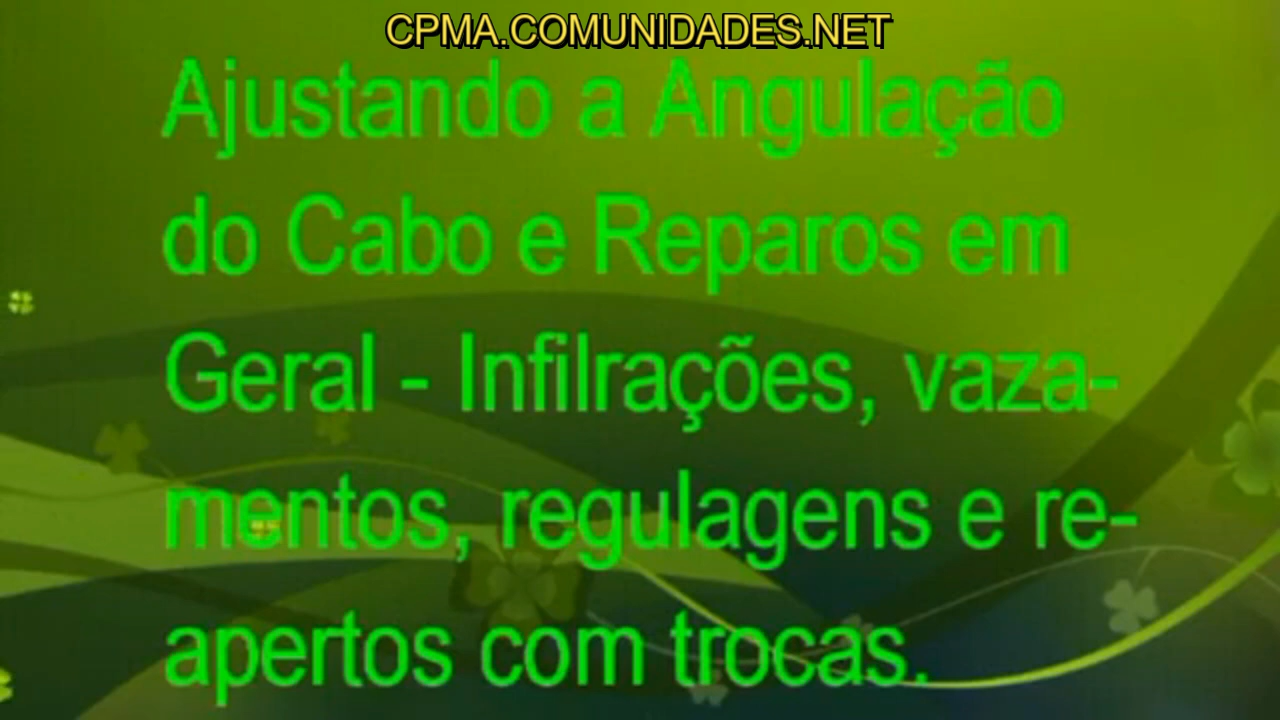 CPMA.COMUNIDADES.NET
Ajustando a Angulação
do Cabo e Reparos em
Geral - Infilrações, vaza-
mentos, regulagens e re-
apertos com trocas.